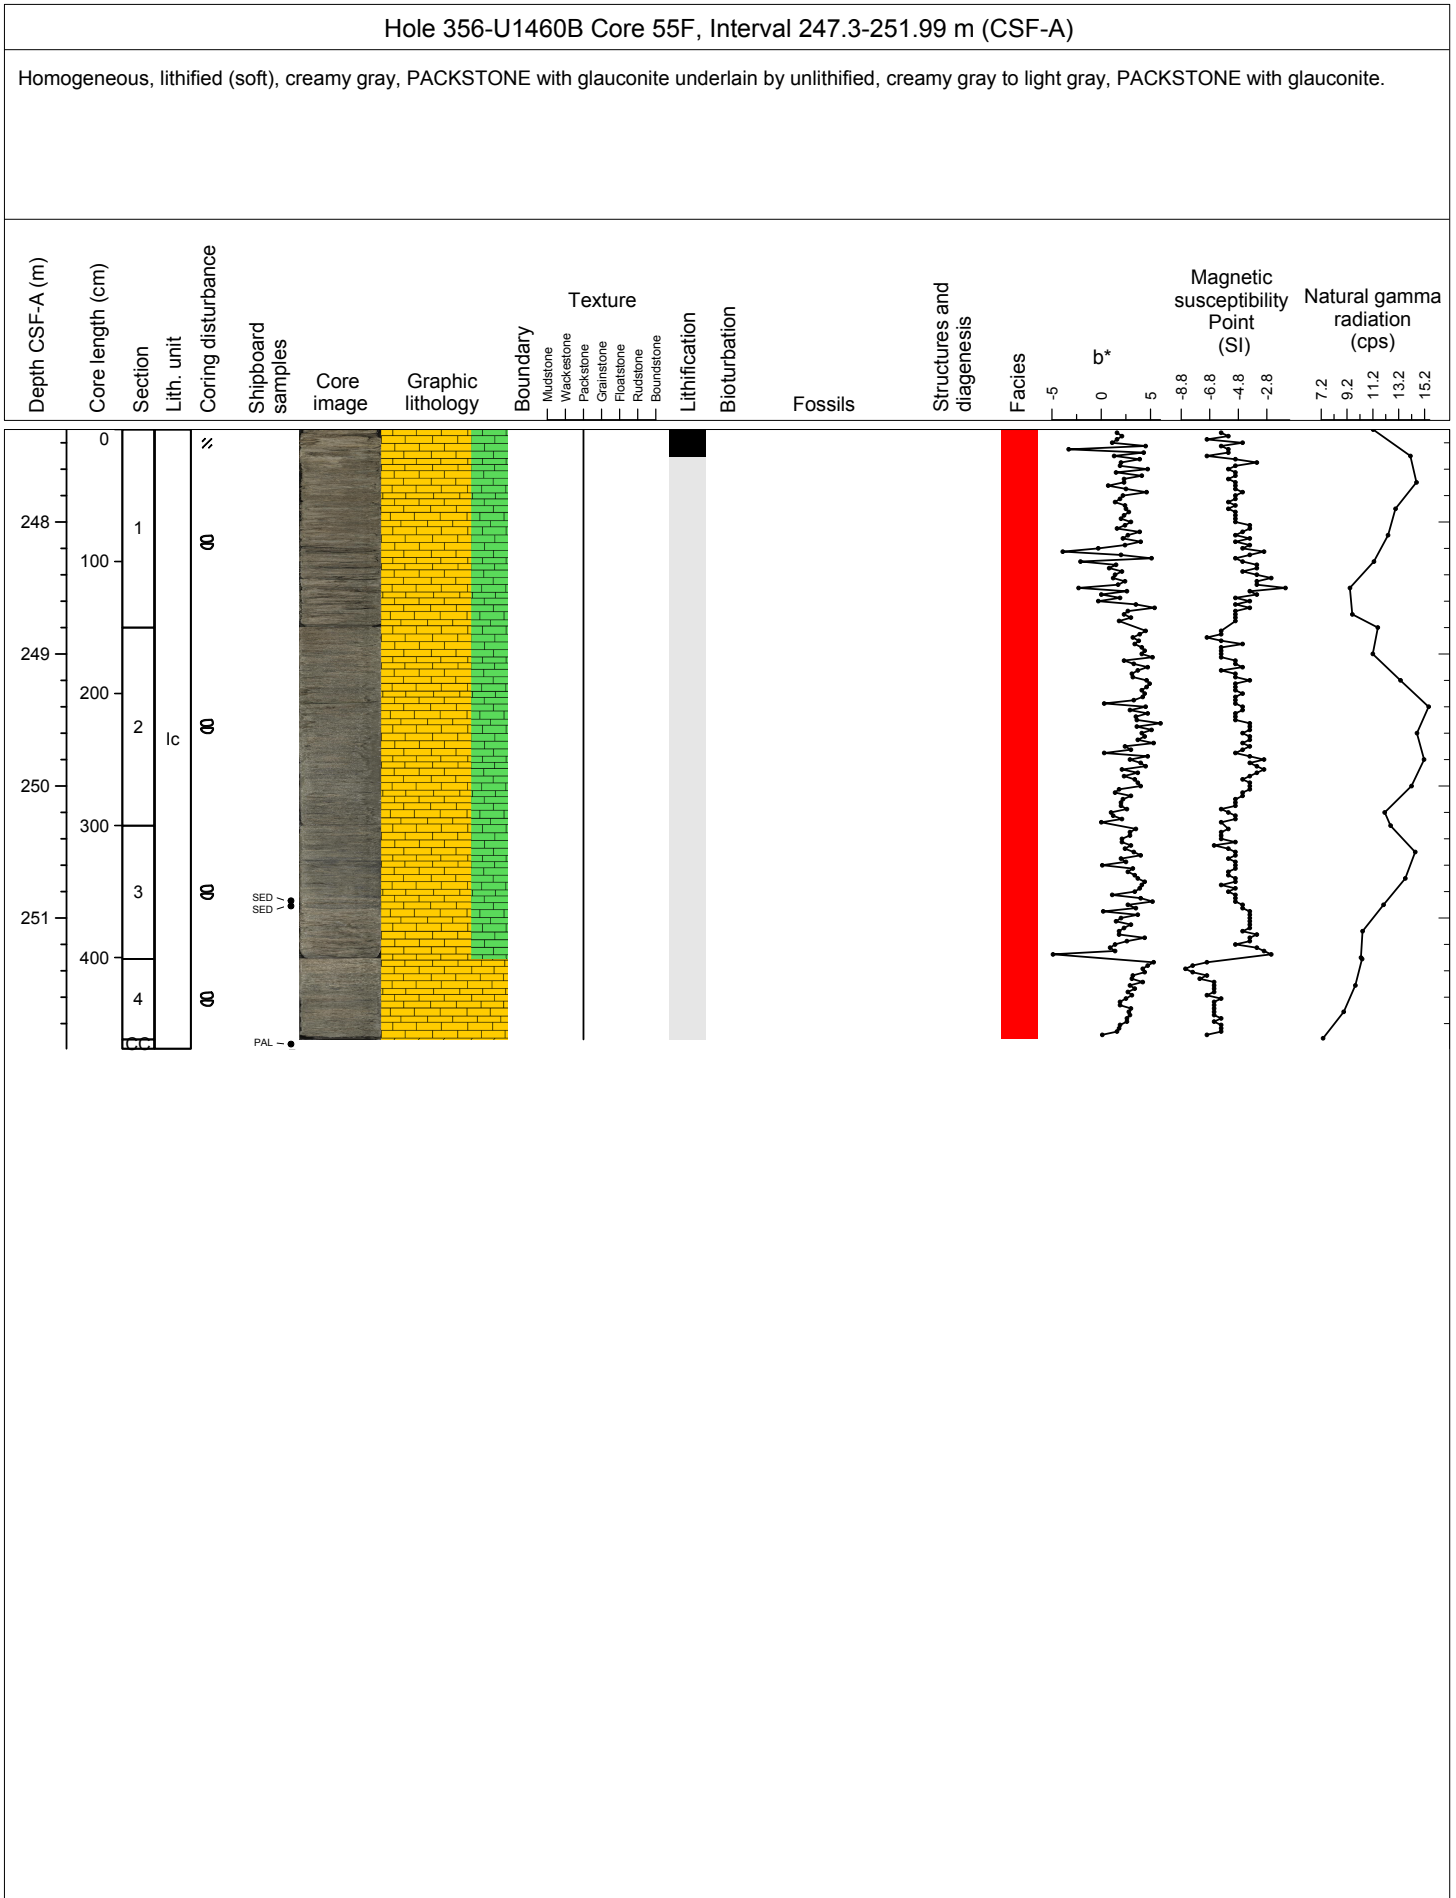 Hole 356-U1460B Core 55F, Interval 247.3-251.99 m (CSF-A)
Homogeneous, lithified (soft), creamy gray, PACKSTONE with glauconite underlain by unlithified, creamy gray to light gray, PACKSTONE with glauconite.
Depth CSF-A (m)
Core length (cm)
Section
Lith. unit
Coring disturbance
Shipboard
samples
Core
image
Graphic
lithology
Boundary
Texture
Mudstone
Wackestone
Packstone
Grainstone
Floatstone
Rudstone
Boundstone
Lithification
Bioturbation
Fossils
Structures and
diagenesis
Facies
b*
-5
0
5
Magnetic
susceptibility
Point
(SI)
-8.8
-6.8
-4.8
-2.8
Natural gamma
radiation
(cps)
7.2
9.2
11.2
13.2
15.2
248
249
250
251
0
100
200
300
400
1
2
3
4
CC
Ic
SED
SED
PAL